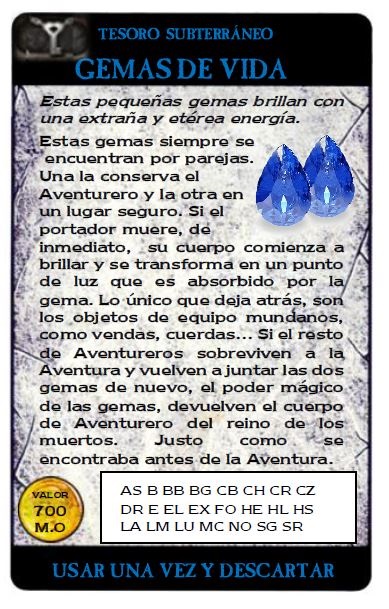 TESORO SUBTERRÁNEO
GEMAS DE VIDA
Estas pequeñas gemas brillan con
una extraña y etérea energía.
Estas gemas siempre se
encuentran por parejas.
Una la conserva el
Aventurero y la otra en
un lugar seguro. Si el
portador muere, de
inmediato, su cuerpo comienza a
brillar y se transforma en un punto
de luz que es absorbido por la
gema. Lo único que deja atrás, son
los objetos de equipo mundanos,
como vendas, cuerdas... Si el resto
de Aventureros sobreviven a la
Aventura y vuelven a juntar las dos
gemas de nuevo, el poder mágico
de las gemas, devuelven el cuerpo
de Aventurero del reino de los
muertos. Justo como se
encontraba antes de la Aventura.
VALOR
700
M.O
AS B BB BG CB CH CR CZ
DR E EL EX FO HE HL HS
LA LM LU MC NO SG SR
USAR UNA VEZ Y DESCARTAR